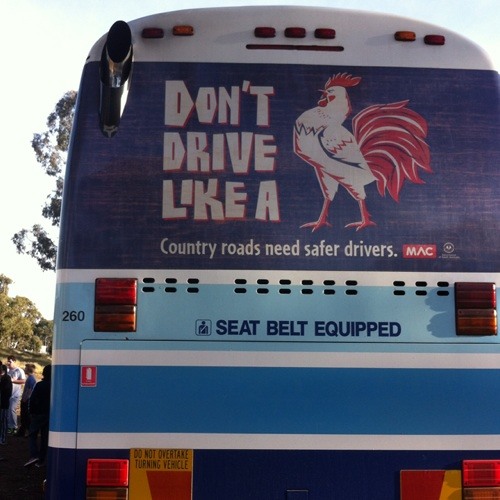 DON'T
DRIVE
LIKE A
Country roads need safer drivers. MAC
260
SEAT BELT EQUIPPED
DO NOT OVERTAKE
TURNING VEHICLE